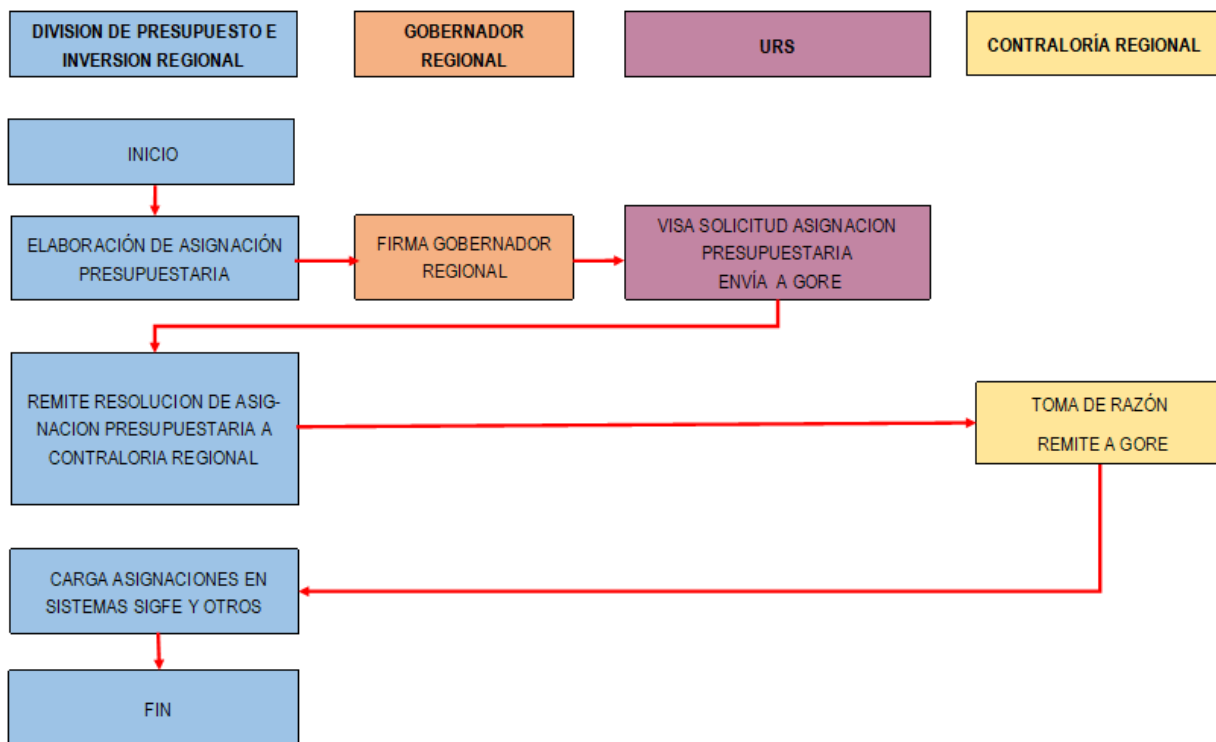 DIVISION DE PRESUPUESTO E
INVERSION REGIONAL
GOBERNADOR
REGIONAL
URS
CONTRALORÍA REGIONAL
INICIO
ELABORACIÓN DE ASIGNACIÓN
PRESUPUESTARIA
FIRMA GOBERNADOR
REGIONAL
VISA SOLICITUD ASIGNACION
PRESUPUESTARIA
ENVÍA A GORE
REMITE RESOLUCION DE ASIG-
NACION PRESUPUESTARIA A
CONTRALORIA REGIONAL
TOMA DE RAZÓN
REMITE A GORE
CARGA ASIGNACIONES EN
SISTEMAS SIGFE Y OTROS
FIN